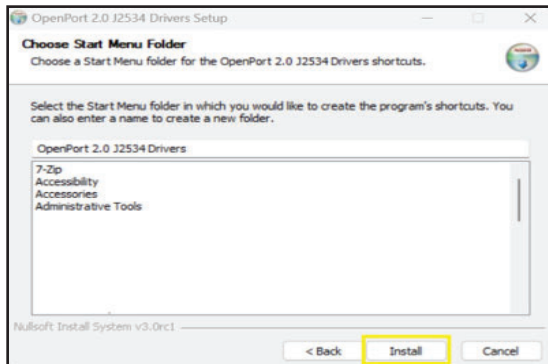 OpenPort 2.0 J2534 Drivers Setup
Choose Start Menu Folder
Choose a Start Menu folder for the OpenPort 2.0 J2534 Drivers shortcuts.
Select the Start Menu folder in which you would like to create the program's shortcuts. You
can also enter a name to create a new folder.
OpenPort 2.0 J2534 Drivers
7-Zip
Accessibility
Accessories
Administrative Tools
Nullsoft Install System v3.0rc1
< Back Install Cancel